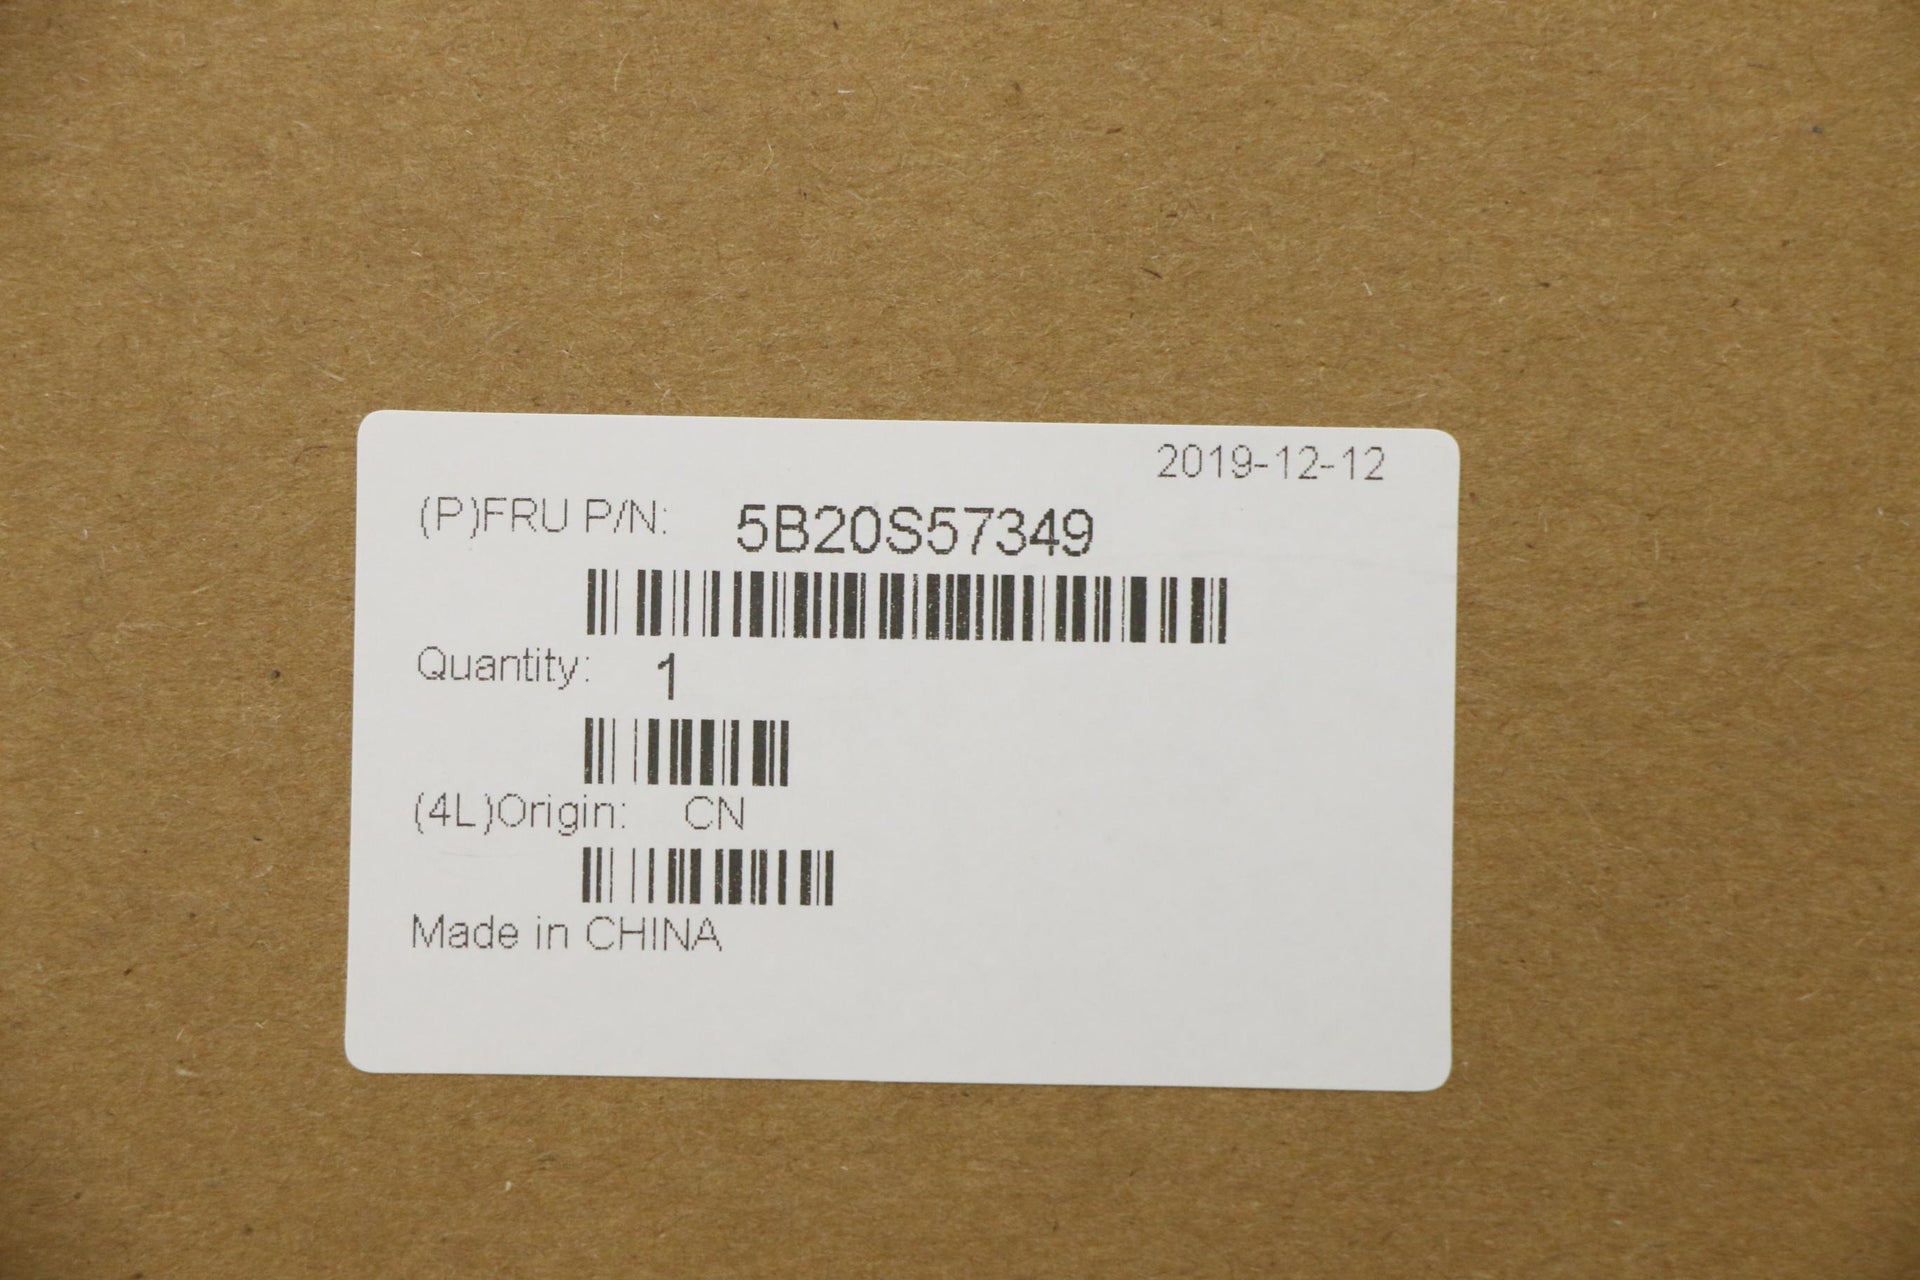 2019-12-12
(P)FRU P/N: 5B20S57349
Quantity: 1
(4L)Origin: CN
Made in CHINA